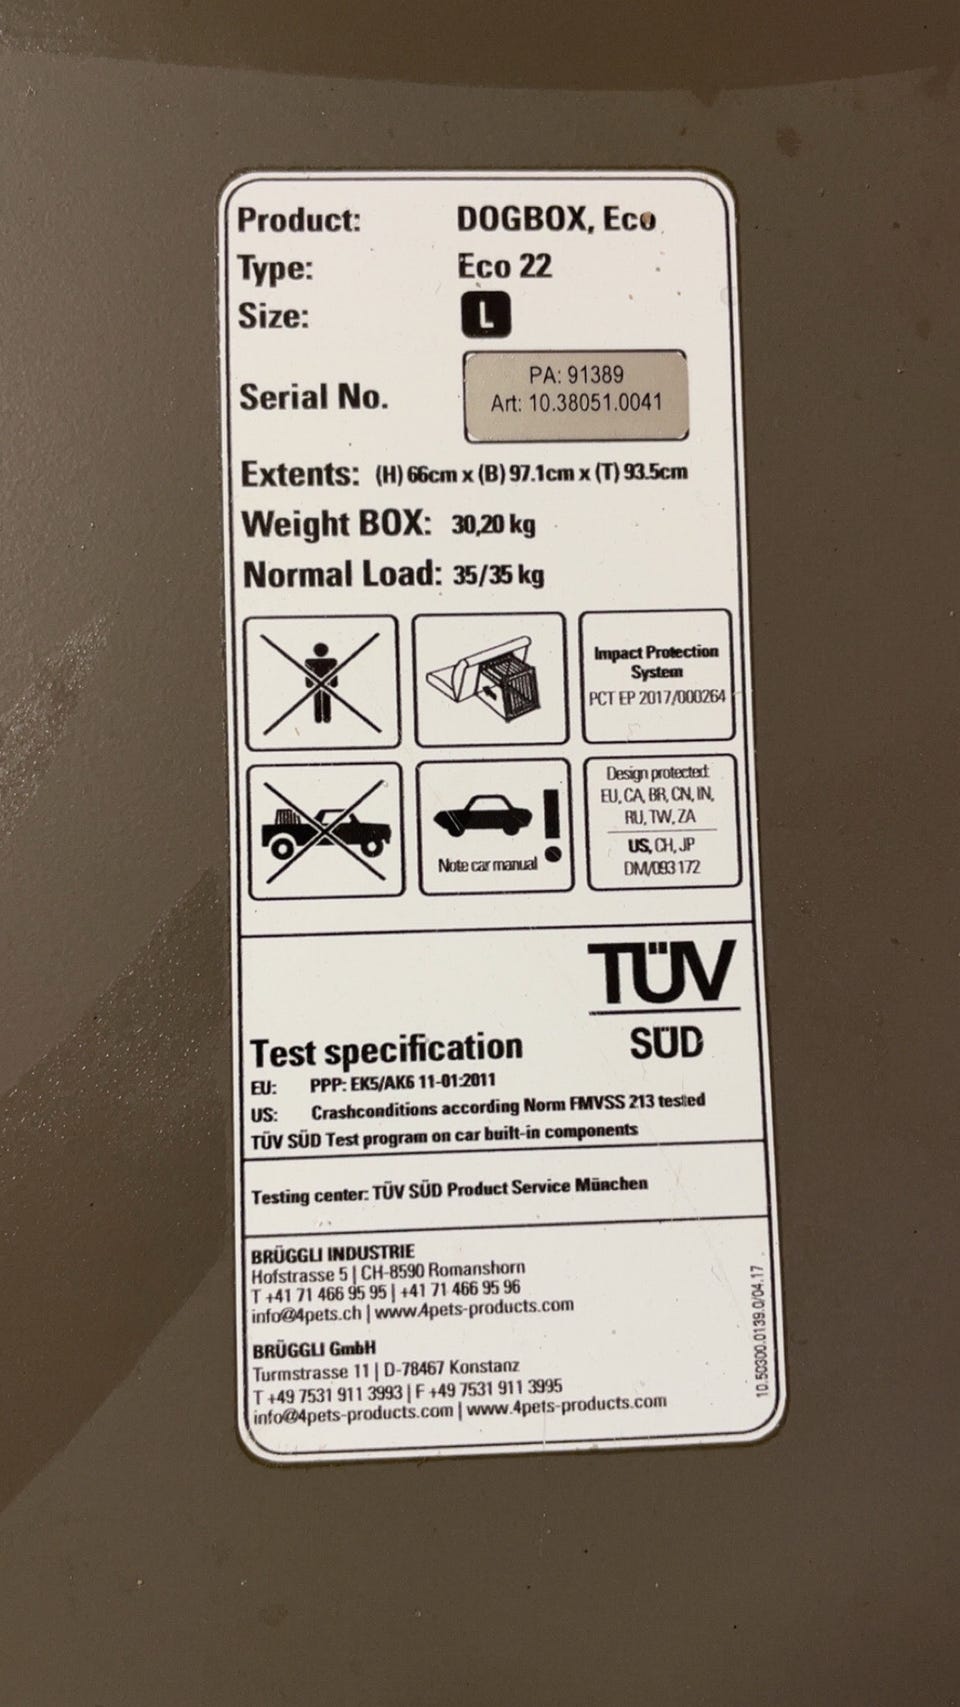 Product: DOGBOX, Eco
Type: Eco 22
Size: L
Serial No. PA: 91389
Art: 10.38051.0041
Extents: (H) 66cm x (B) 97.1cm x (T) 93.5cm
Weight BOX: 30,20 kg
Normal Load: 35/35 kg
Impact Protection
System
PCT EP 2017/000264
Note car manual
Design protected:
EU, CA, BR, CN, IN,
RU, TW, ZA
US, CH, JP
DM/093 172
TÜV
SÜD
Test specification
EU: PPP: EK5/AK6 11-01:2011
US: Crashconditions according Norm FMVSS 213 tested
TÜV SÜD Test program on car built-in components
Testing center: TÜV SÜD Product Service München
BRÜGGLI INDUSTRIE
Hofstrasse 5 | CH-8590 Romanshorn
T +41 71 466 95 95 | +41 71 466 95 96
info@4pets.ch | www.4pets-products.com
BRÜGGLI GmbH
Turmstrasse 11 | D-78467 Konstanz
T +49 7531 911 3993 | F +49 7531 911 3995
info@4pets-products.com | www.4pets-products.com
10.50300.0139.0/04.17